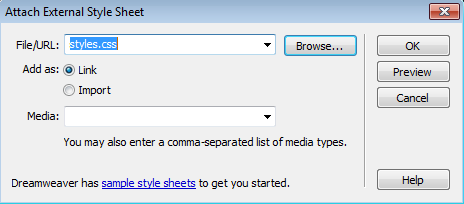 Attach External Style Sheet
File/URL: styles.css Browse... OK
Add as: Link Preview
Import Cancel
Media:
You may also enter a comma-separated list of media types.
Dreamweaver has sample style sheets to get you started. Help